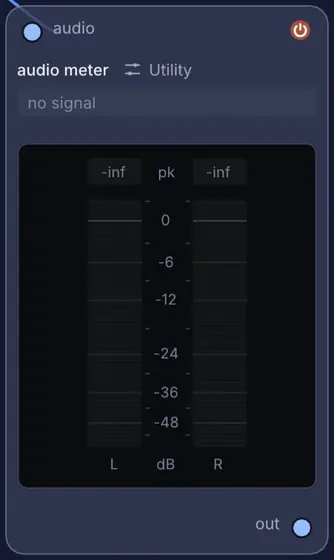 audio
audio meter Utility
no signal
-inf pk -inf
0
-6
-12
-24
-36
-48
L dB R
out